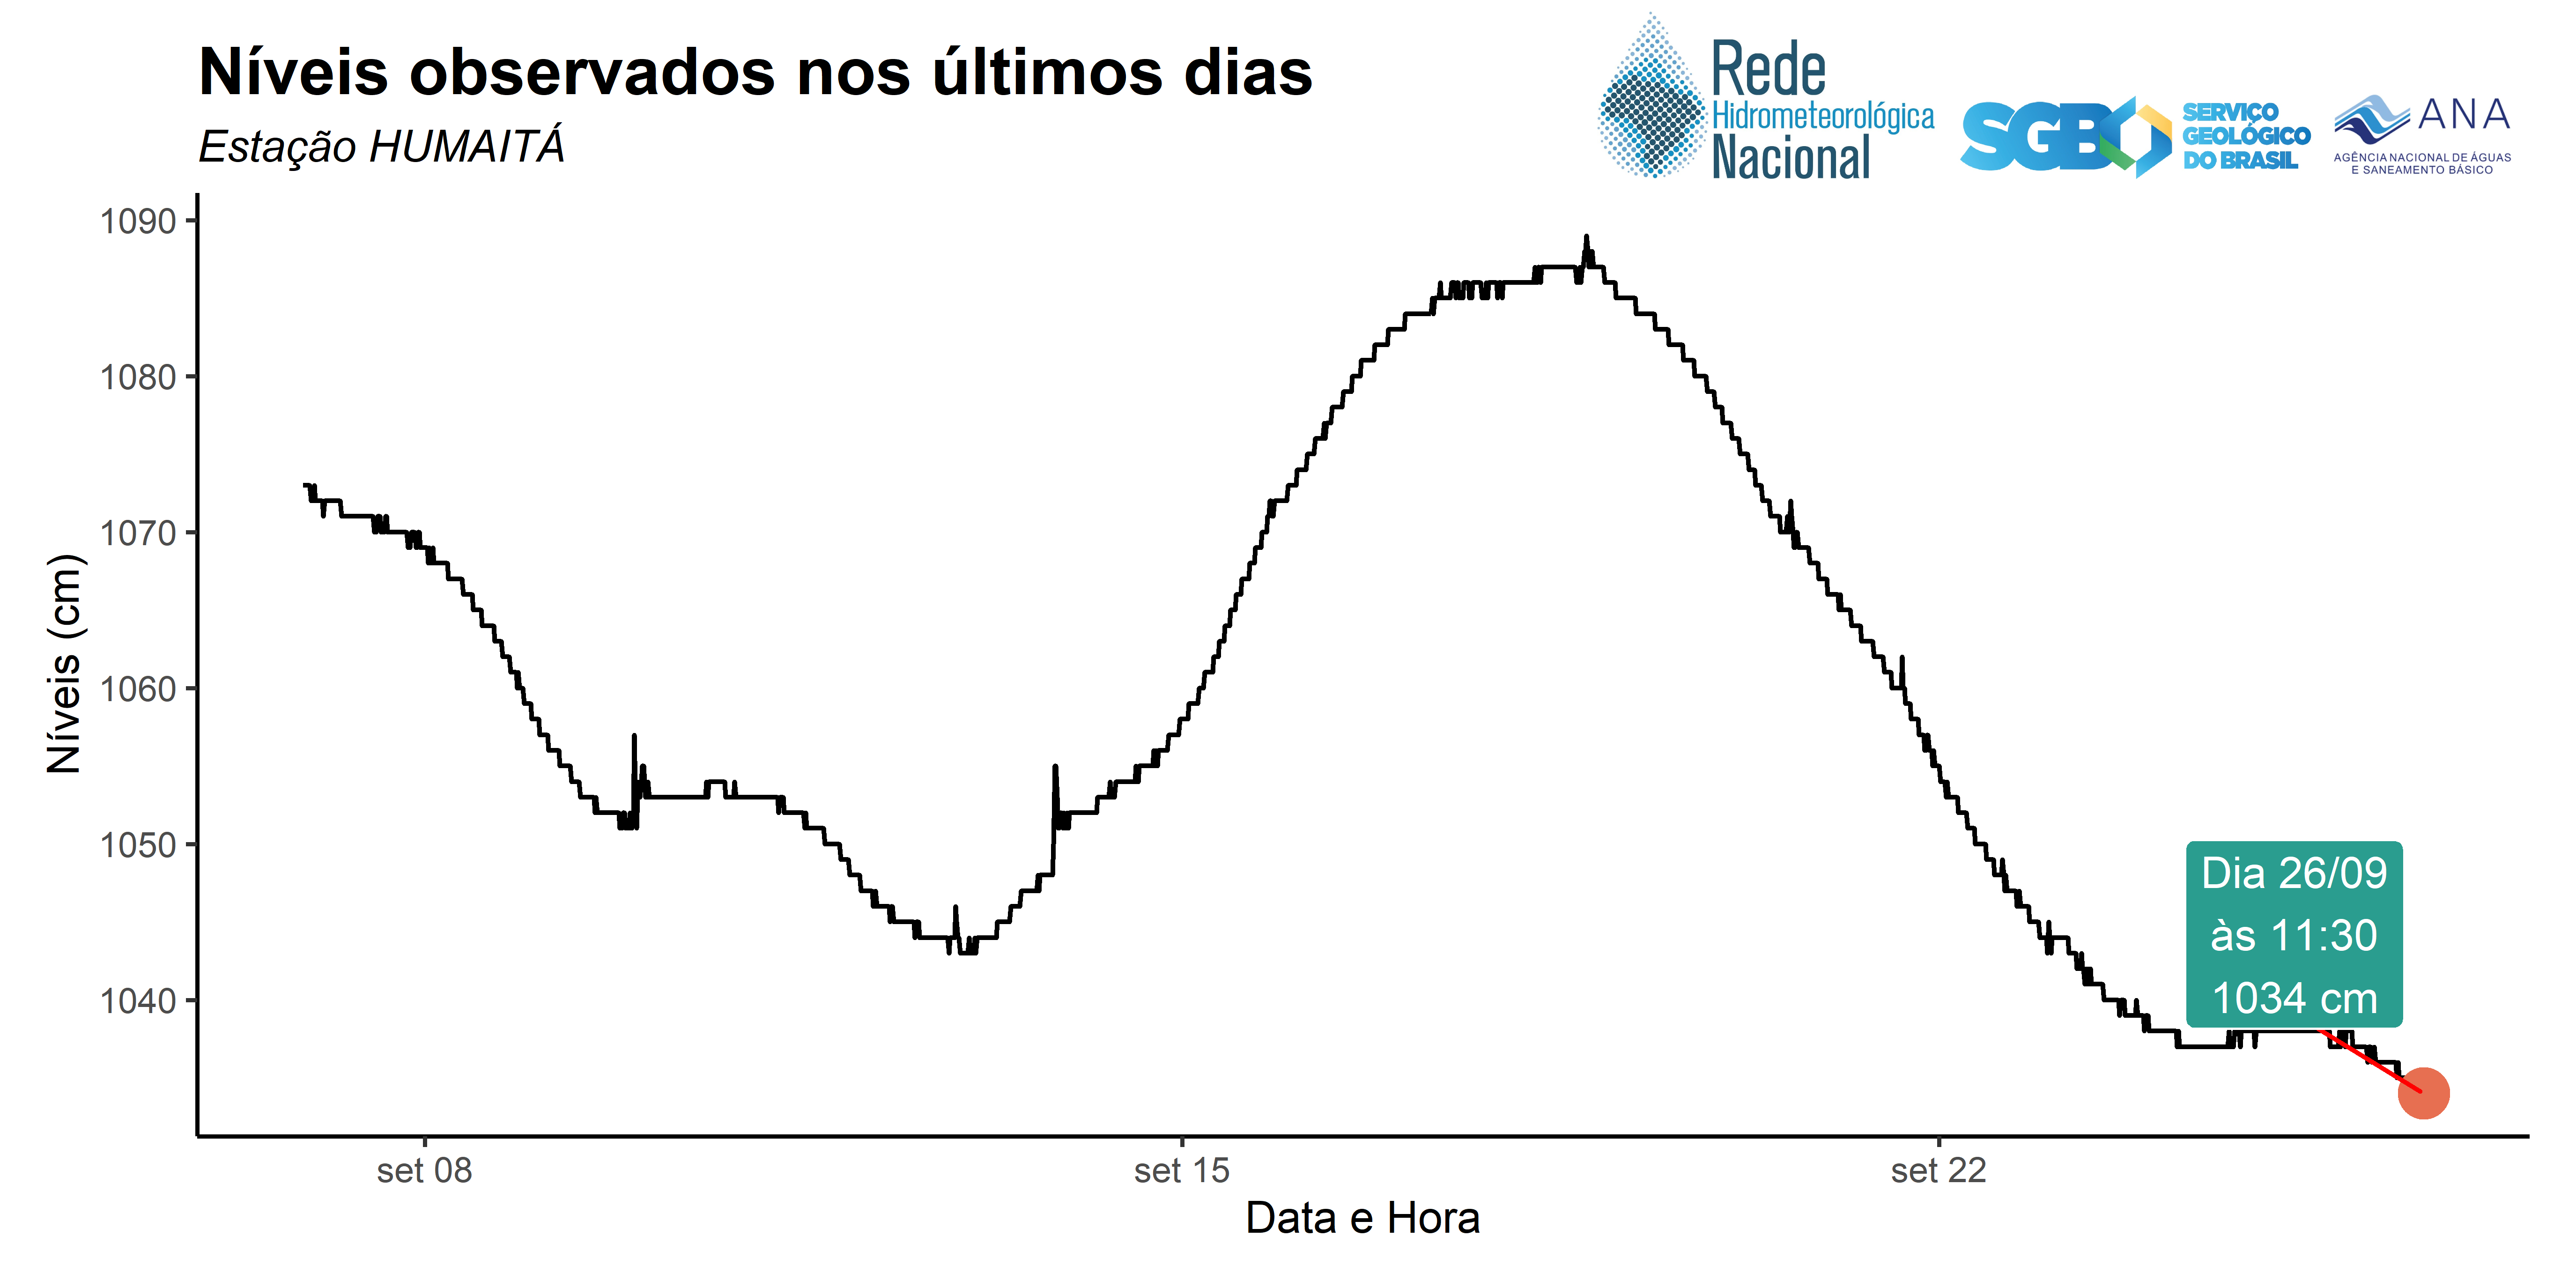 Níveis observados nos últimos dias
Estação HUMAITÁ
Rede
Hidrometeorológica
Nacional
SGB
SERVIÇO
GEOLÓGICO
DO BRASIL
ANA
AGÊNCIA NACIONAL DE ÁGUAS
E SANEAMENTO BÁSICO
Níveis (cm)
1090
1080
1070
1060
1050
1040
Dia 26/09
às 11:30
1034 cm
set 08
set 15
set 22
Data e Hora